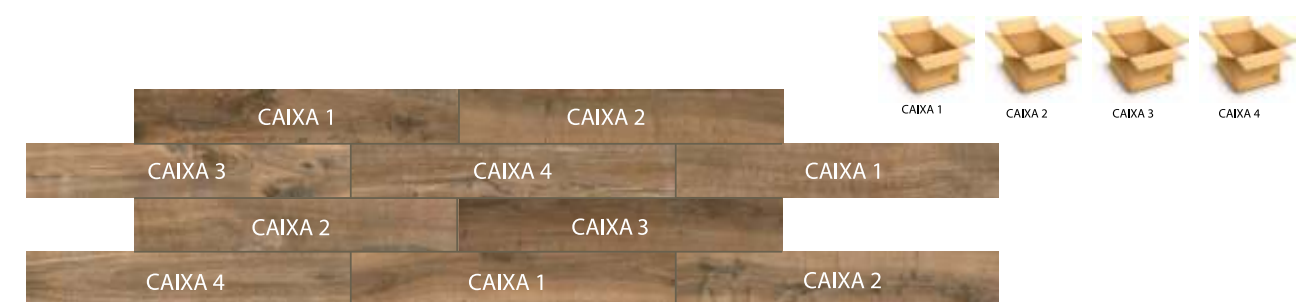 CAIXA 1 CAIXA 2 CAIXA 3 CAIXA 4
CAIXA 1 CAIXA 2
CAIXA 3 CAIXA 4 CAIXA 1
CAIXA 2 CAIXA 3
CAIXA 4 CAIXA 1 CAIXA 2